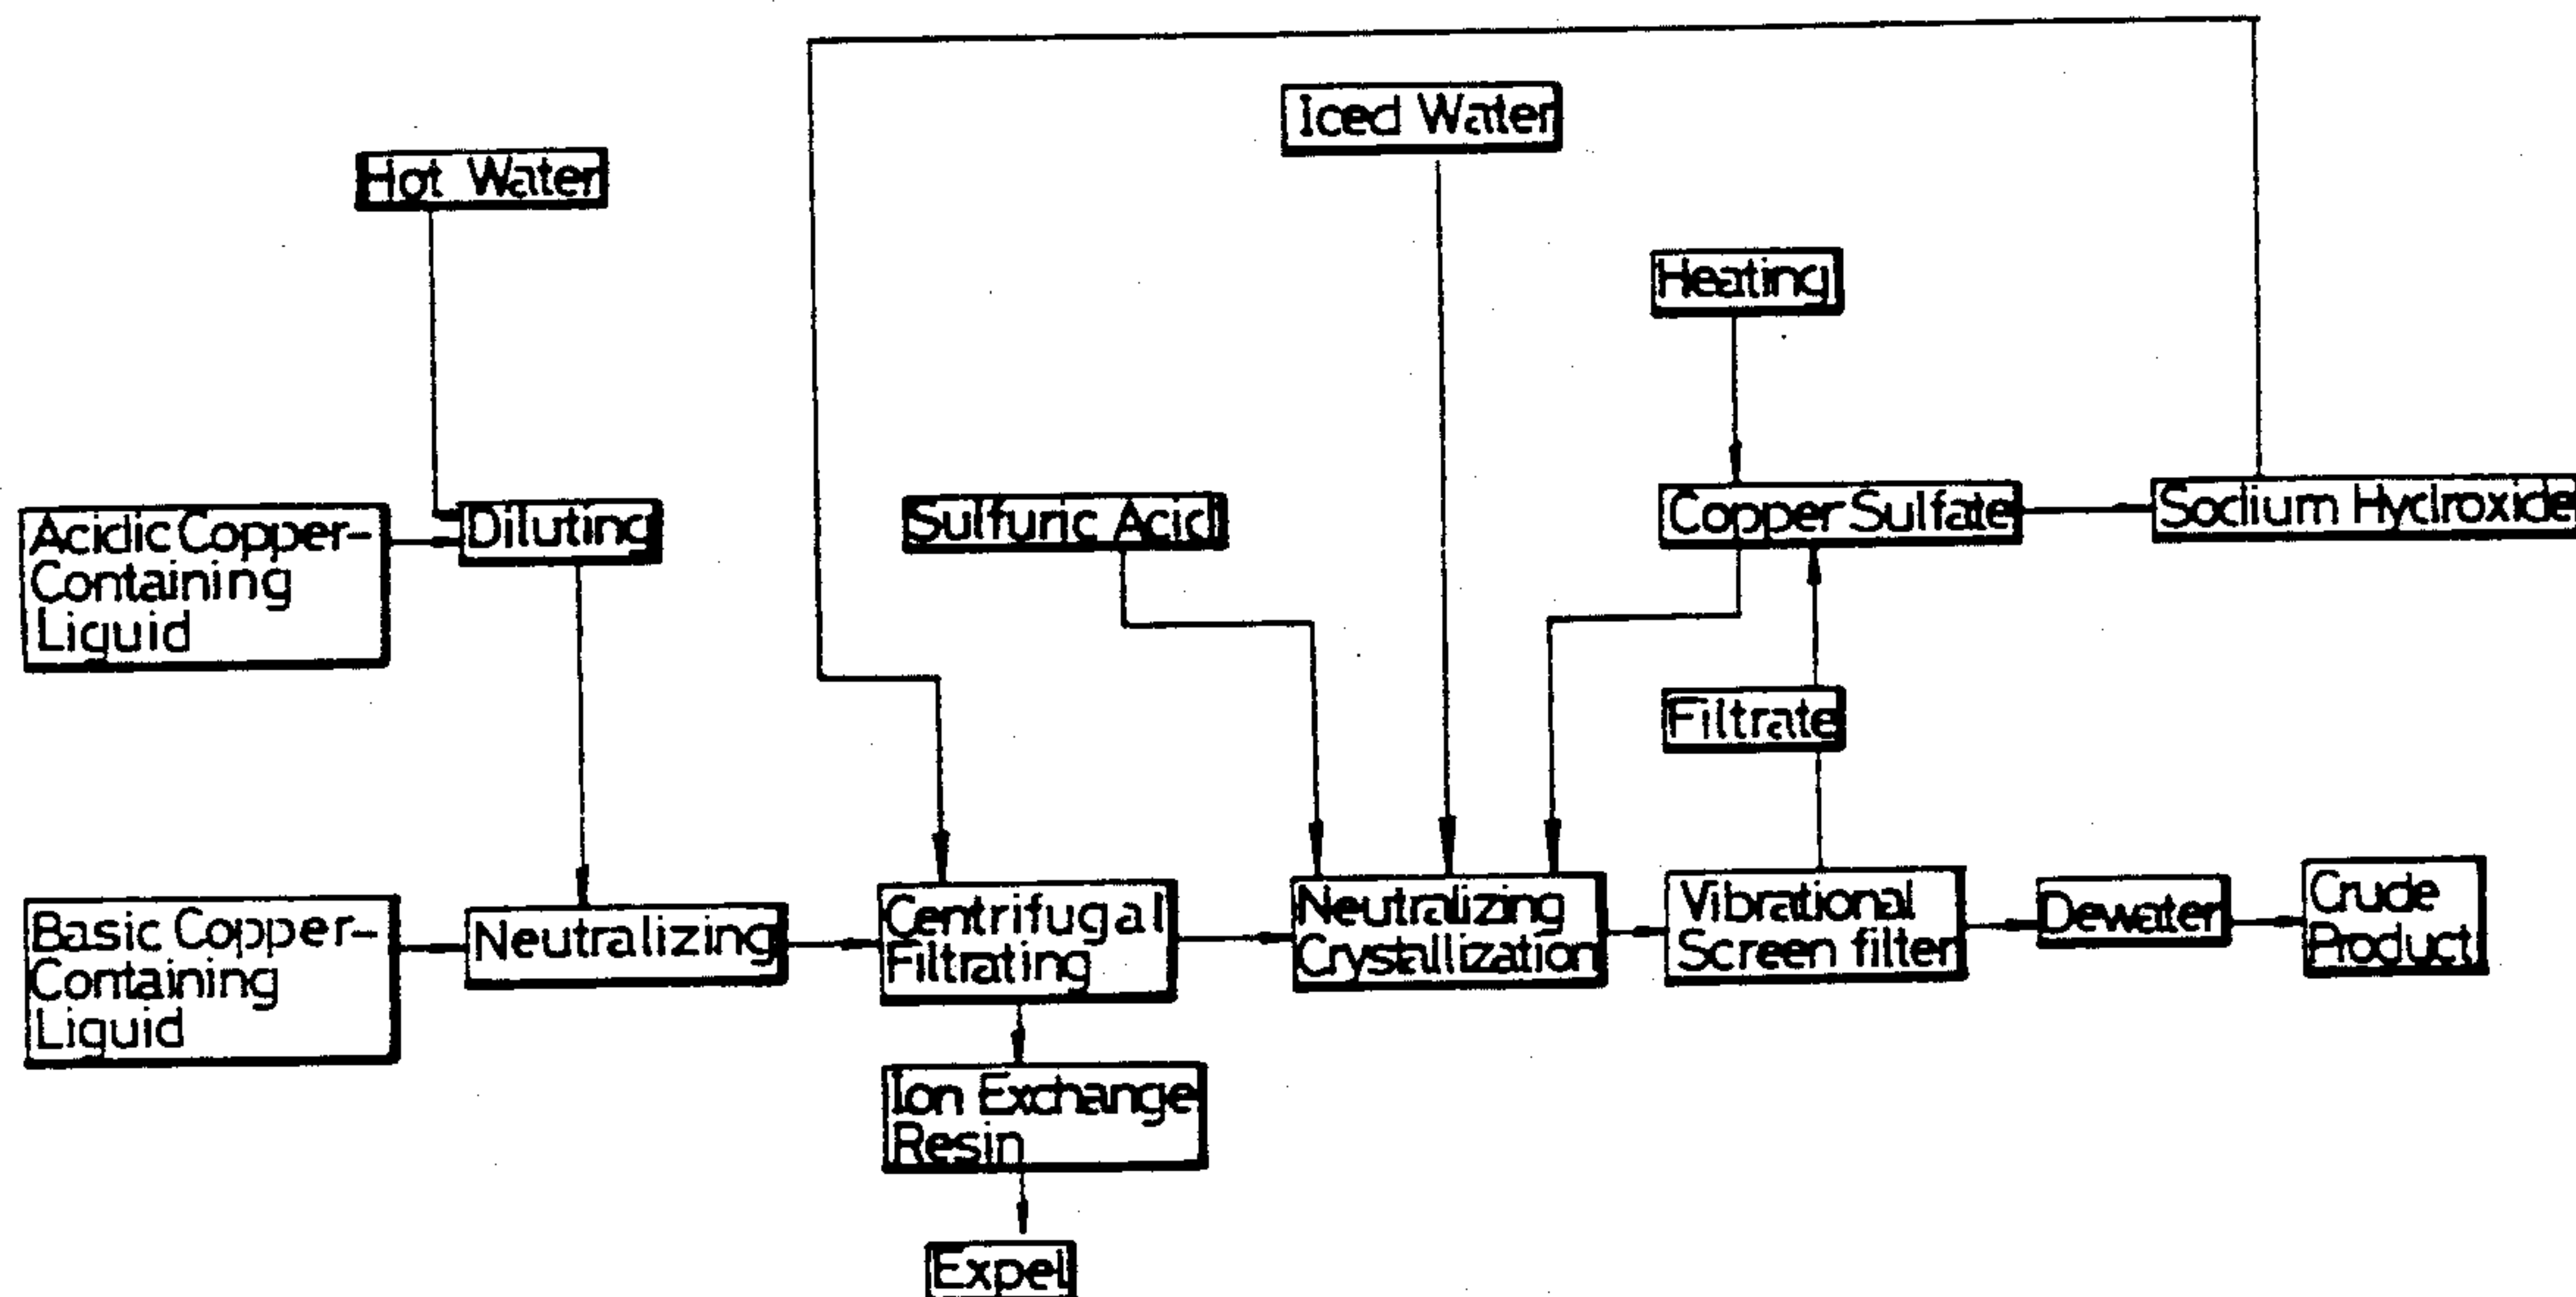 Iced Water
Hot Water
Heating
Acidic Copper-
Containing
Liquid
Diluting
Sulfuric Acid
Copper Sulfate
Sodium Hydroxide
Filtrate
Basic Copper-
Containing
Liquid
Neutralizing
Centrifugal
Filtrating
Neutralizing
Crystallization
Vibrational
Screen filter
Dewater
Crude
Product
Ion Exchange
Resin
Expel